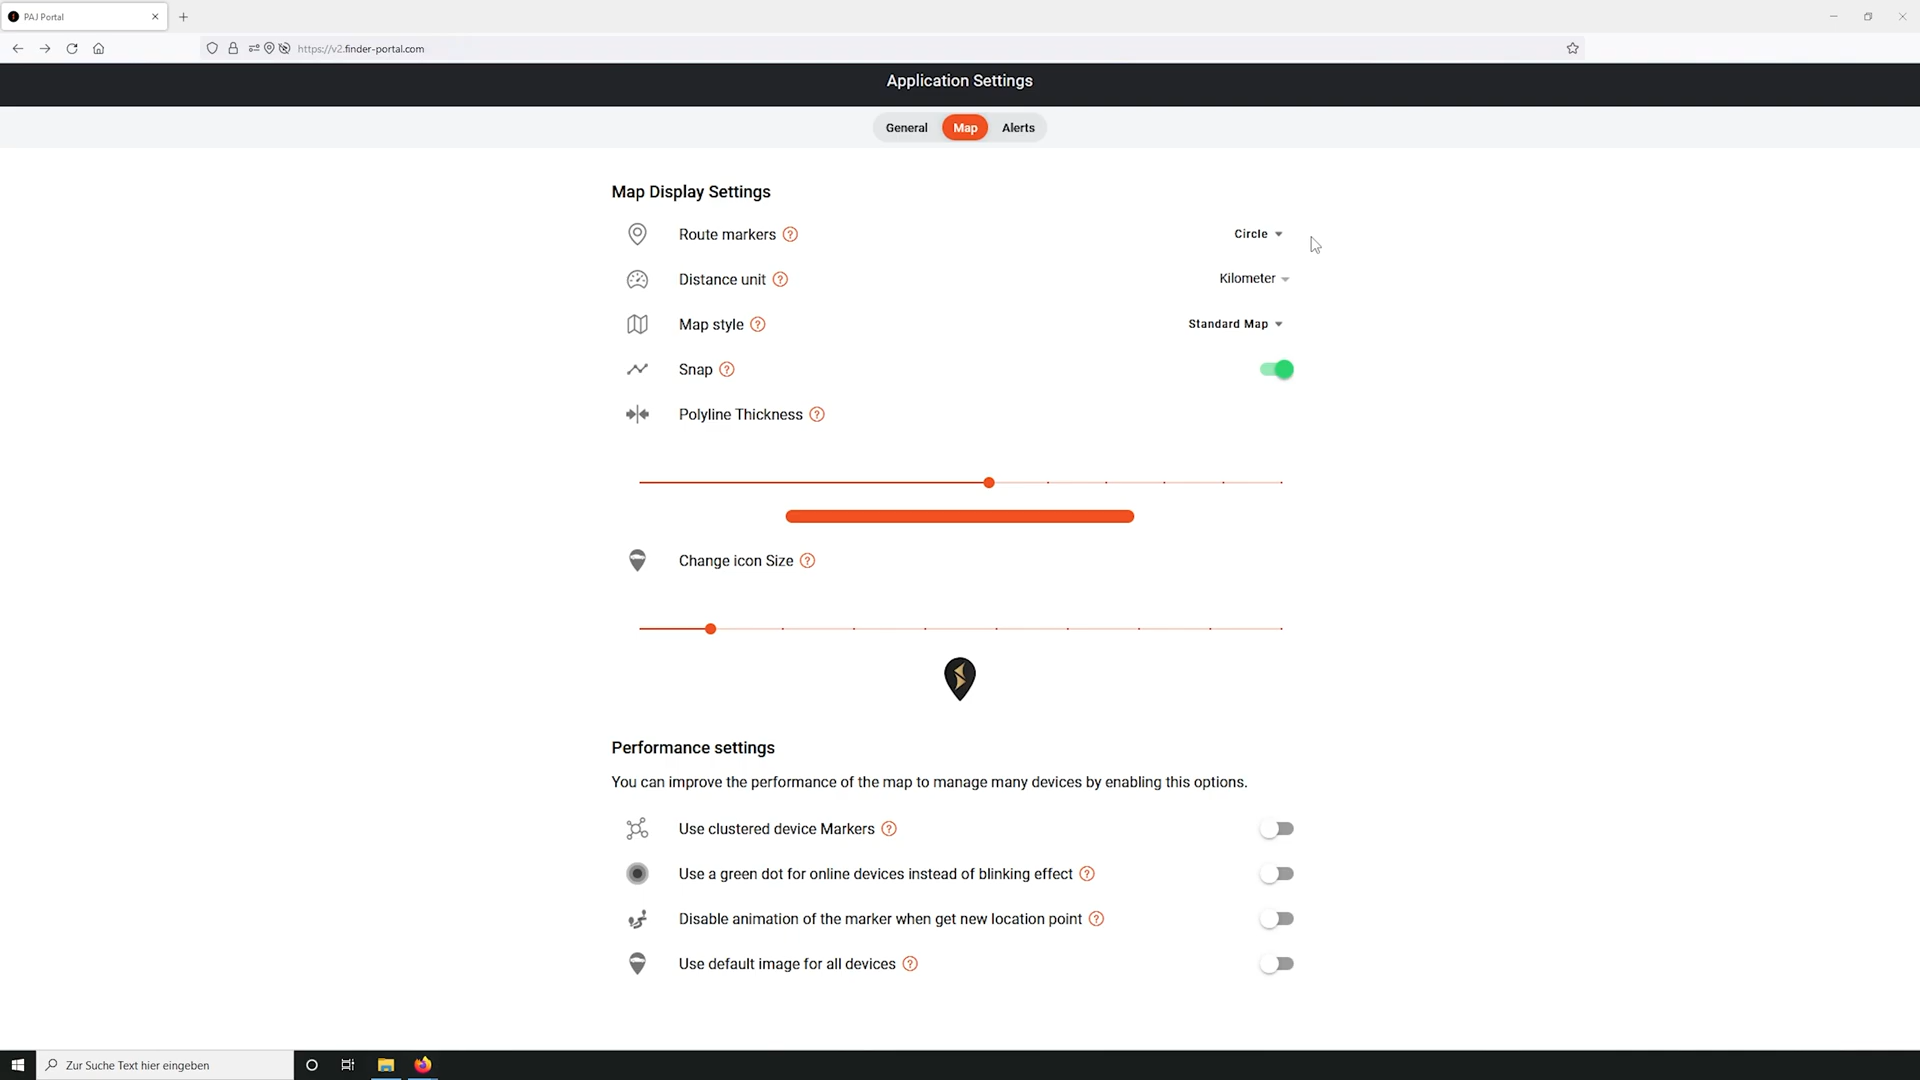 PAJ Portal
https://v2.finder-portal.com
Application Settings
General Map Alerts
Map Display Settings
Route markers ? Circle
Distance unit ? Kilometer
Map style ? Standard Map
Snap ?
Polyline Thickness ?
Change icon Size ?
Performance settings
You can improve the performance of the map to manage many devices by enabling this options.
Use clustered device Markers ?
Use a green dot for online devices instead of blinking effect ?
Disable animation of the marker when get new location point ?
Use default image for all devices ?
Zur Suche Text hier eingeben